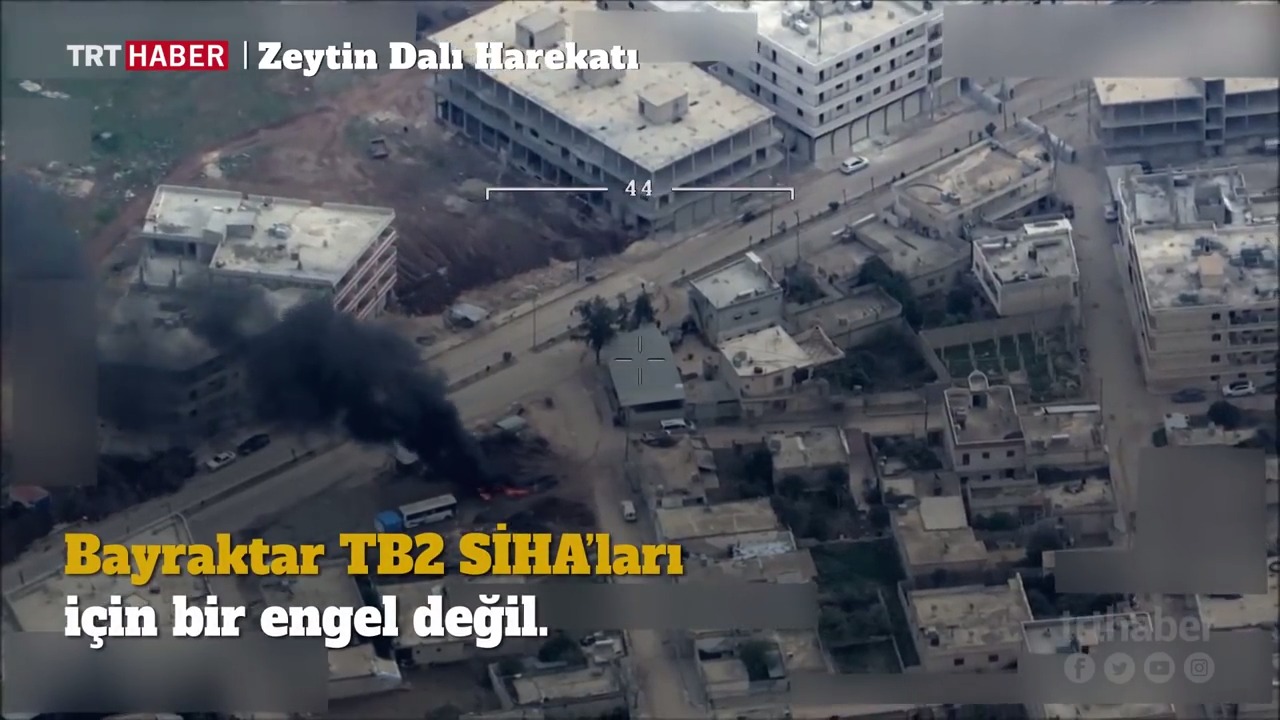 TRT HABER | Zeytin Dalı Harekatı
44
Bayraktar TB2 SİHA'ları
için bir engel değil.
trthaber